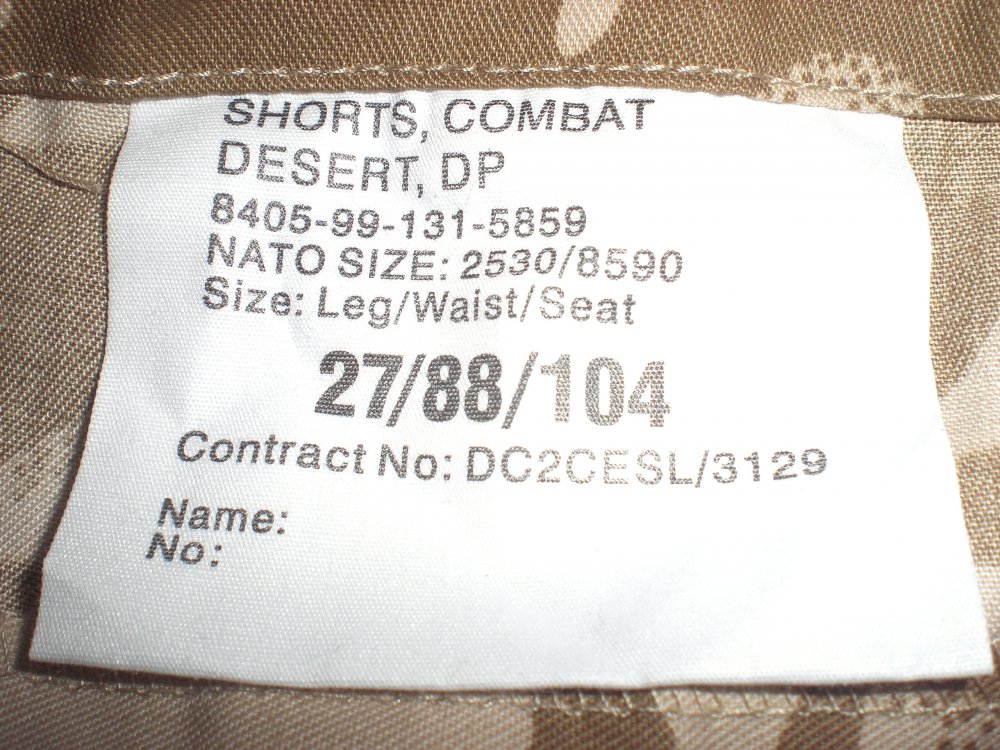 SHORTS, COMBAT
DESERT, DP
8405-99-131-5859
NATO SIZE: 2530/8590
Size: Leg/Waist/Seat
27/88/104
Contract No: DC2CESL/3129
Name:
No: